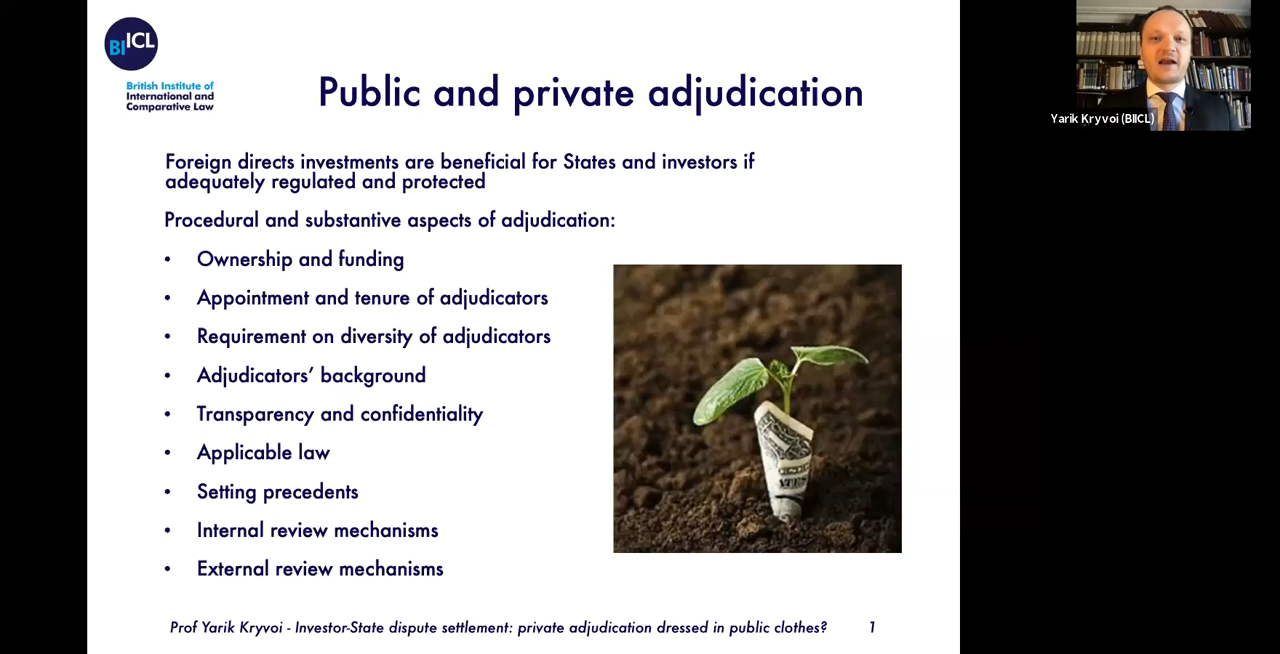 BIICL
British Institute of
International and
Comparative Law
Public and private adjudication
Yarik Kryvoi (BIICL)
Foreign directs investments are beneficial for States and investors if
adequately regulated and protected
Procedural and substantive aspects of adjudication:
• Ownership and funding
• Appointment and tenure of adjudicators
• Requirement on diversity of adjudicators
• Adjudicators’ background
• Transparency and confidentiality
• Applicable law
• Setting precedents
• Internal review mechanisms
• External review mechanisms
Prof Yarik Kryvoi - Investor-State dispute settlement: private adjudication dressed in public clothes? 1